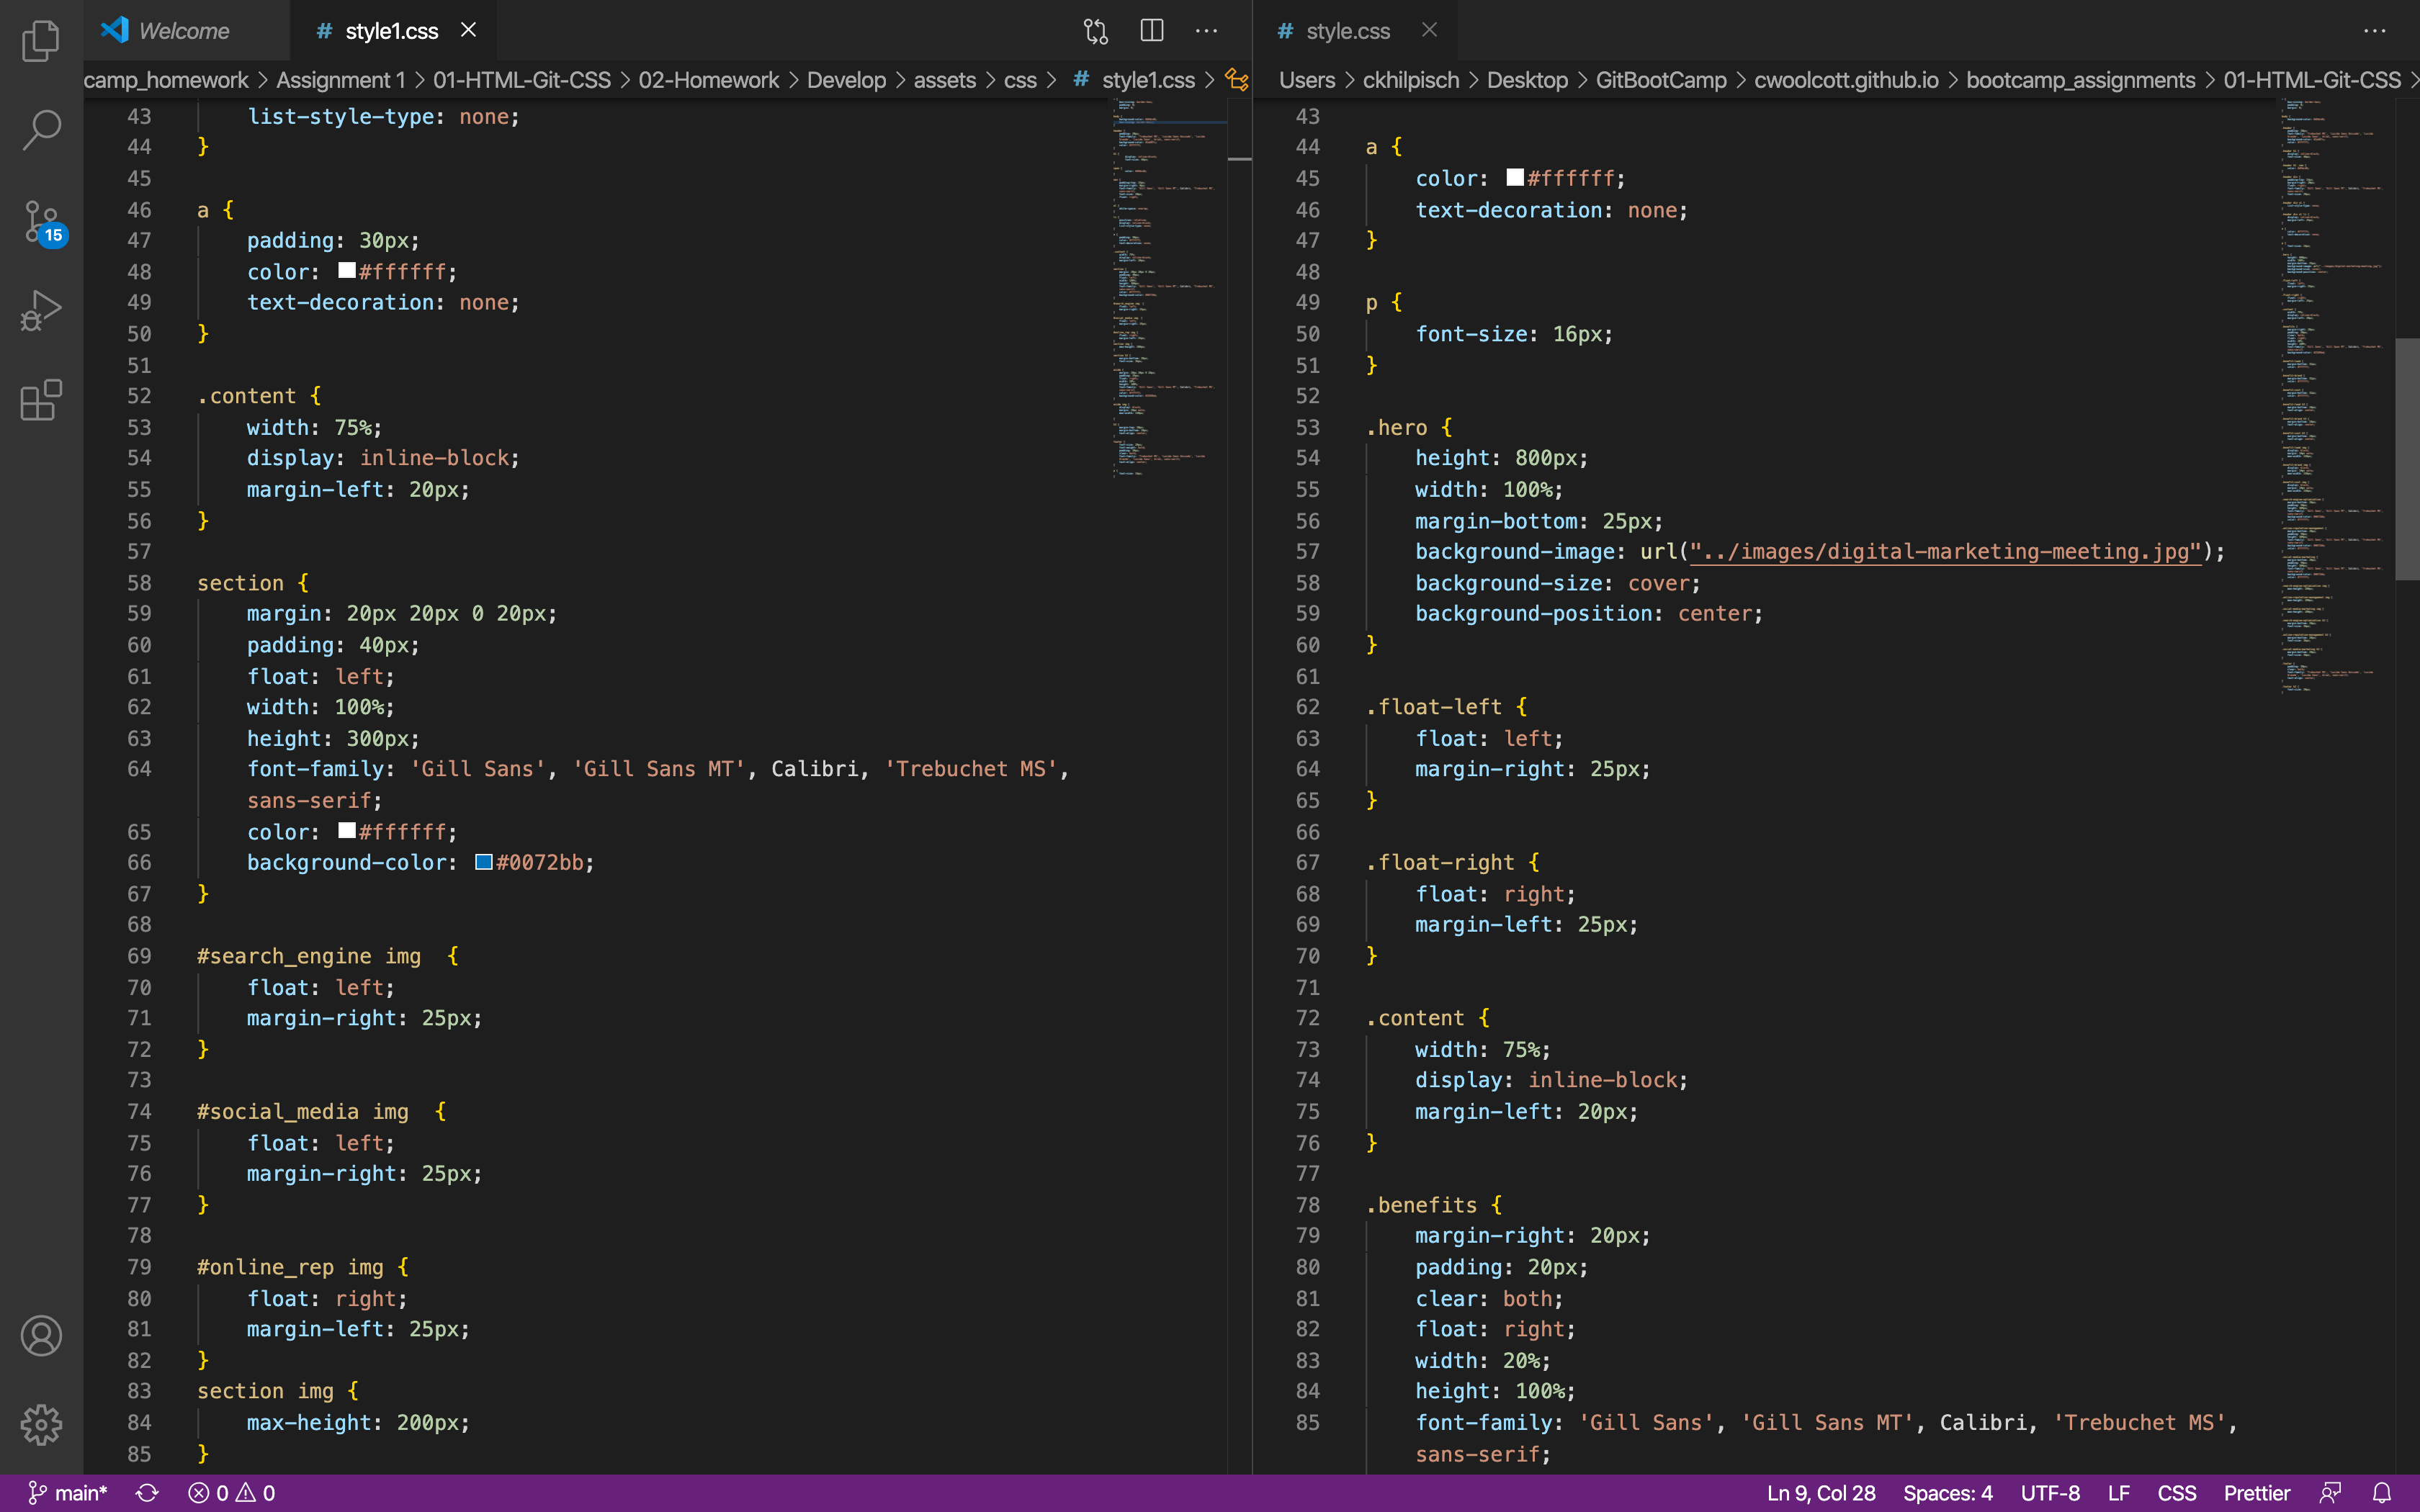 Welcome
# style1.css
camp_homework > Assignment 1 > 01-HTML-Git-CSS > 02-Homework > Develop > assets > css > # style1.css >
43 list-style-type: none;
44 }
45
46 a {
47 padding: 30px;
48 color: #ffffff;
49 text-decoration: none;
50 }
51
52 .content {
53 width: 75%;
54 display: inline-block;
55 margin-left: 20px;
56 }
57
58 section {
59 margin: 20px 20px 0 20px;
60 padding: 40px;
61 float: left;
62 width: 100%;
63 height: 300px;
64 font-family: 'Gill Sans', 'Gill Sans MT', Calibri, 'Trebuchet MS',
sans-serif;
65 color: #ffffff;
66 background-color: #0072bb;
67 }
68
69 #search_engine img  {
70 float: left;
71 margin-right: 25px;
72 }
73
74 #social_media img  {
75 float: left;
76 margin-right: 25px;
77 }
78
79 #online_rep img {
80 float: right;
81 margin-left: 25px;
82 }
83 section img {
84 max-height: 200px;
85 }
# style.css
Users > ckhilpisch > Desktop > GitBootCamp > cwoolcott.github.io > bootcamp_assignments > 01-HTML-Git-CSS >
43
44 a {
45 color: #ffffff;
46 text-decoration: none;
47 }
48
49 p {
50 font-size: 16px;
51 }
52
53 .hero {
54 height: 800px;
55 width: 100%;
56 margin-bottom: 25px;
57 background-image: url("../images/digital-marketing-meeting.jpg");
58 background-size: cover;
59 background-position: center;
60 }
61
62 .float-left {
63 float: left;
64 margin-right: 25px;
65 }
66
67 .float-right {
68 float: right;
69 margin-left: 25px;
70 }
71
72 .content {
73 width: 75%;
74 display: inline-block;
75 margin-left: 20px;
76 }
77
78 .benefits {
79 margin-right: 20px;
80 padding: 20px;
81 clear: both;
82 float: right;
83 width: 20%;
84 height: 100%;
85 font-family: 'Gill Sans', 'Gill Sans MT', Calibri, 'Trebuchet MS',
sans-serif;
15
main* 0 0
Ln 9, Col 28 Spaces: 4 UTF-8 LF CSS Prettier